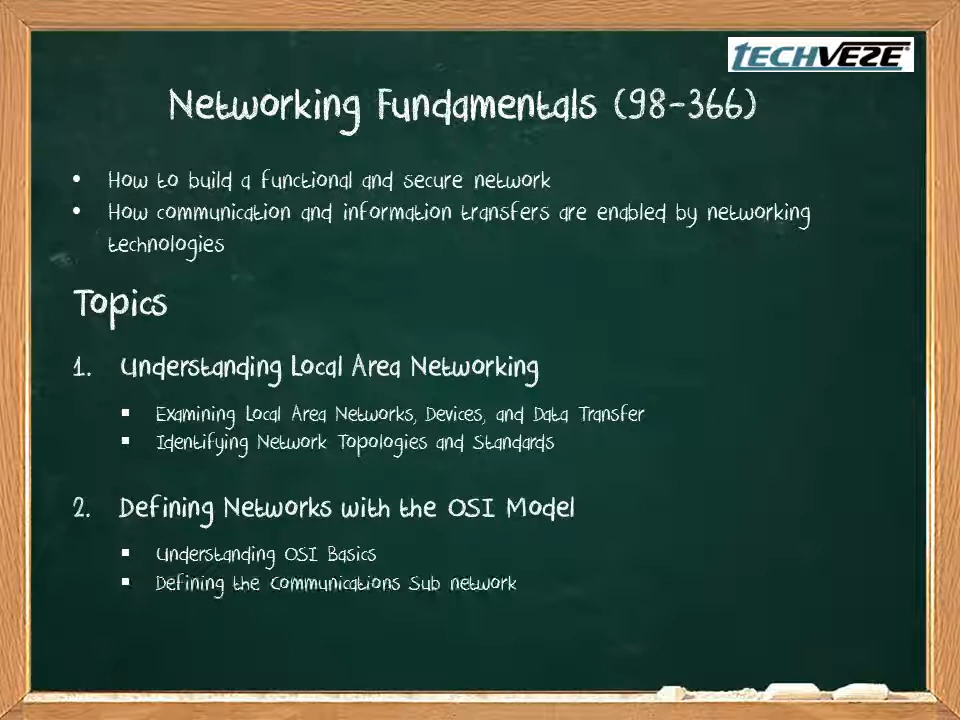 TECHVEZE
Networking Fundamentals (98-366)
• How to build a functional and secure network
• How communication and information transfers are enabled by networking
technologies
Topics
1. Understanding Local Area Networking
▪ Examining Local Area Networks, Devices, and Data Transfer
▪ Identifying Network Topologies and Standards
2. Defining Networks with the OSI Model
▪ Understanding OSI Basics
▪ Defining the Communications Sub network